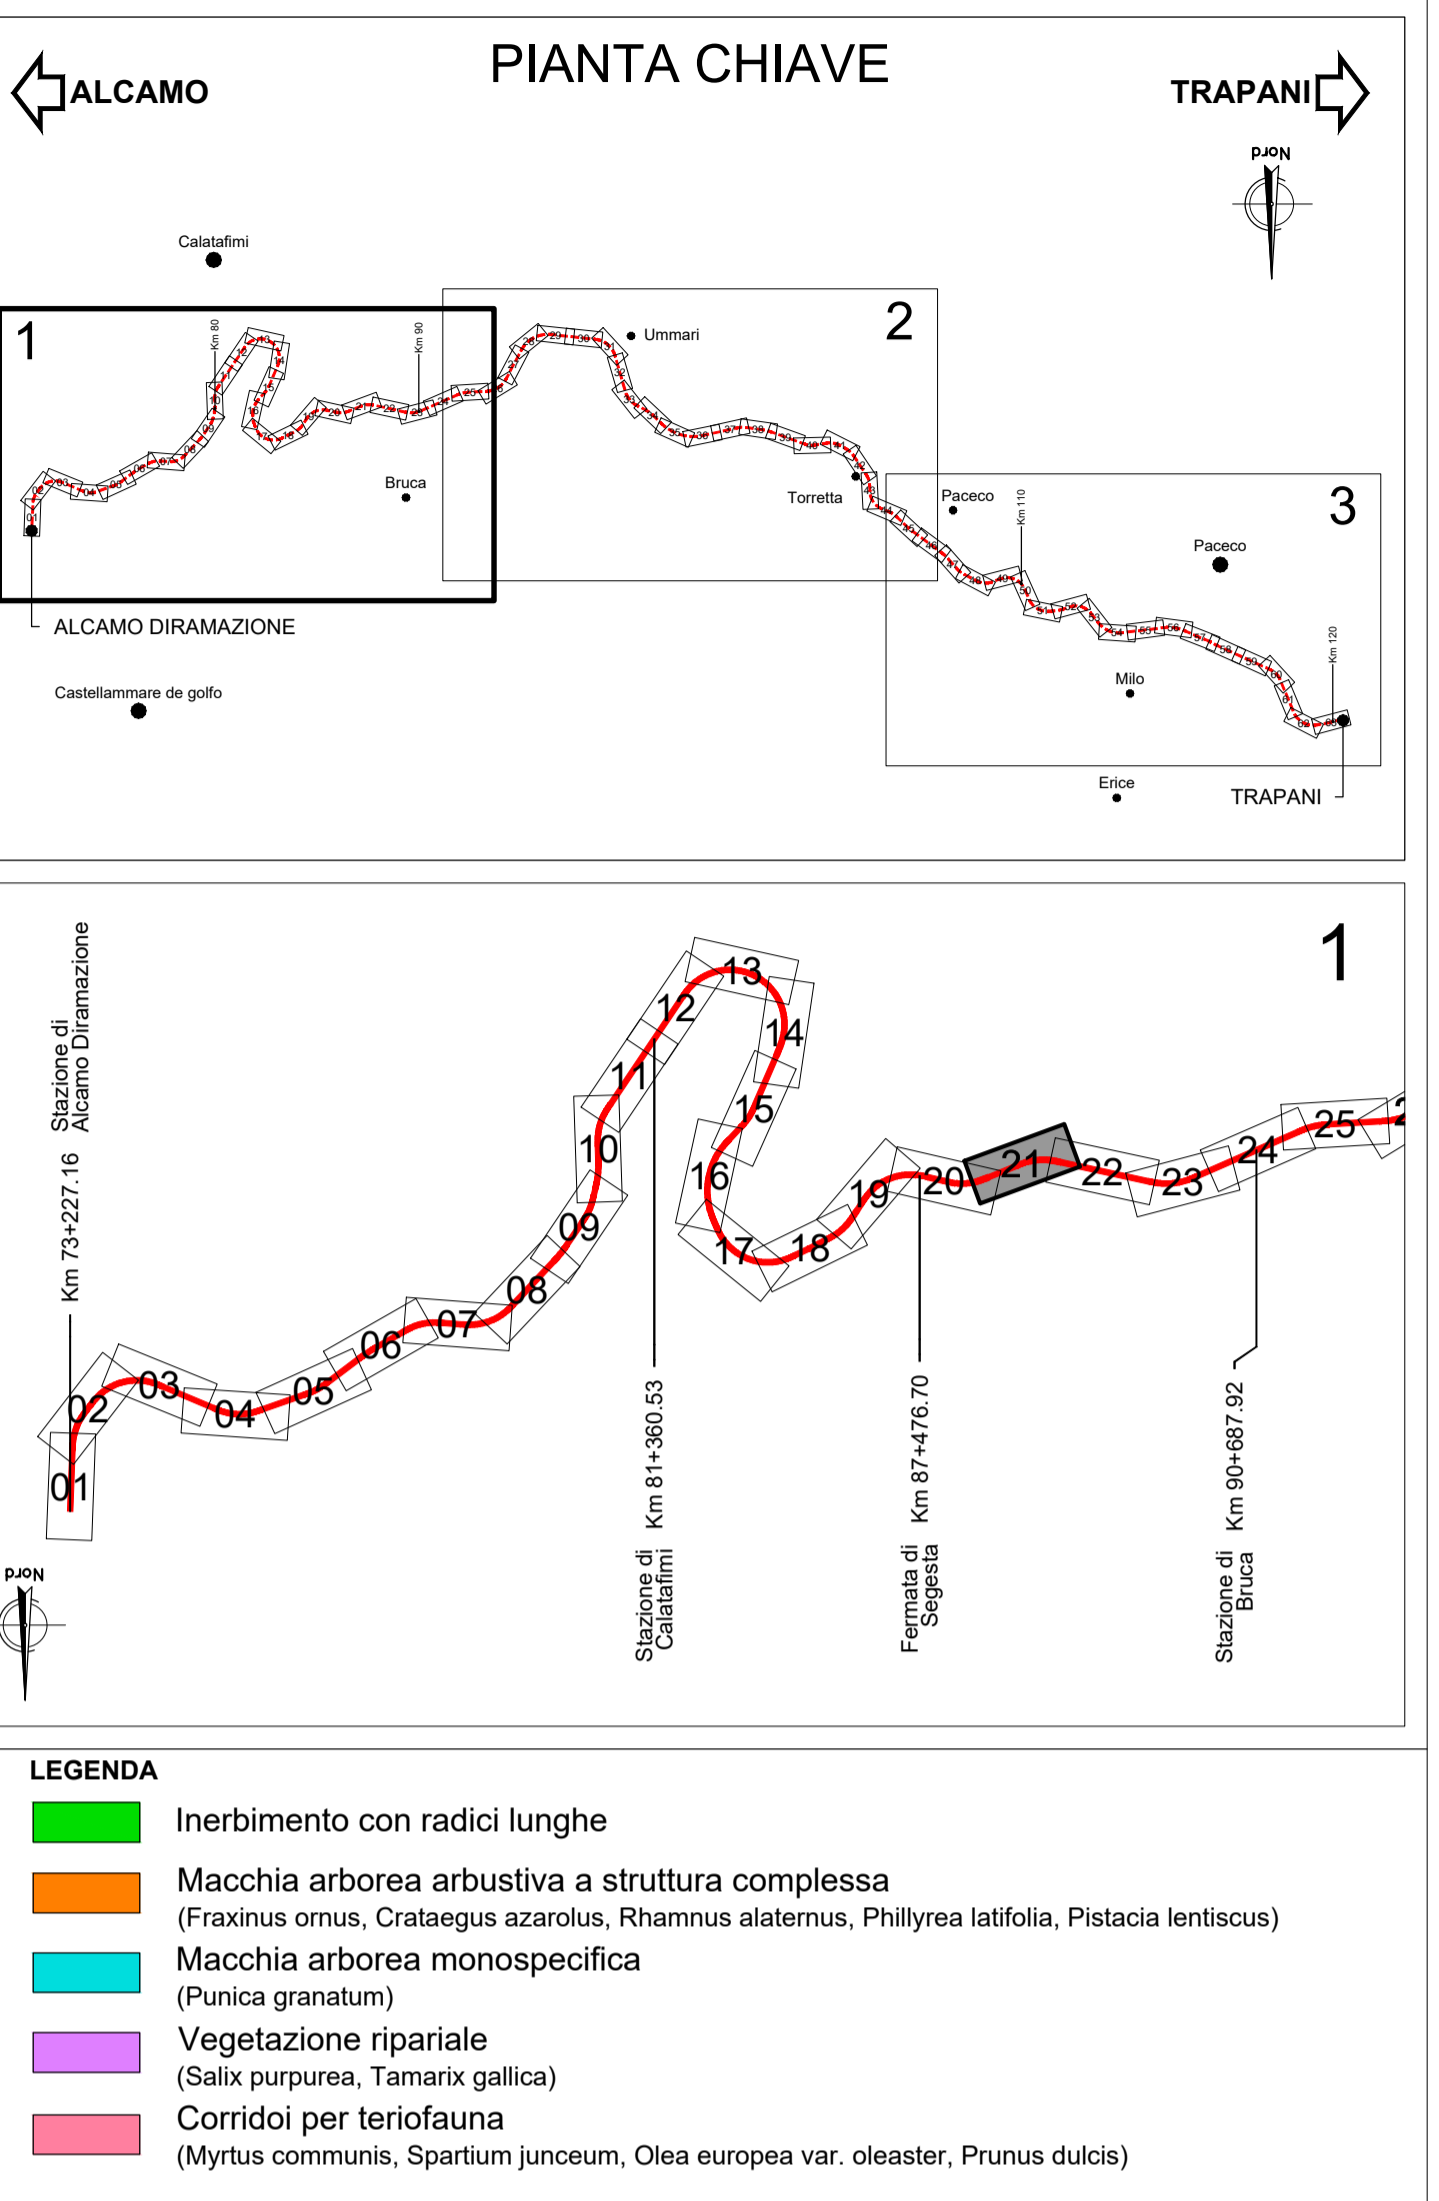 PIANTA CHIAVE
ALCAMO
TRAPANI
Nord
Calatafimi
1
2
3
Km 80
Km 90
Ummari
Bruca
Torretta
Paceco
Km 110
Paceco
Milo
Km 120
Erice
ALCAMO DIRAMAZIONE
Castellammare de golfo
TRAPANI
1
Stazione di
Alcamo Diramazione
Km 73+227.16
01
02
03
04
05
06
07
08
09
10
11
12
13
14
15
16
17
18
19
20
21
22
23
24
25
Stazione di
Calatafimi
Km 81+360.53
Fermata di
Segesta
Km 87+476.70
Stazione di
Bruca
Km 90+687.92
Nord
LEGENDA
Inerbimento con radici lunghe
Macchia arborea arbustiva a struttura complessa
(Fraxinus ornus, Crataegus azarolus, Rhamnus alaternus, Phillyrea latifolia, Pistacia lentiscus)
Macchia arborea monospecifica
(Punica granatum)
Vegetazione ripariale
(Salix purpurea, Tamarix gallica)
Corridoi per teriofauna
(Myrtus communis, Spartium junceum, Olea europea var. oleaster, Prunus dulcis)